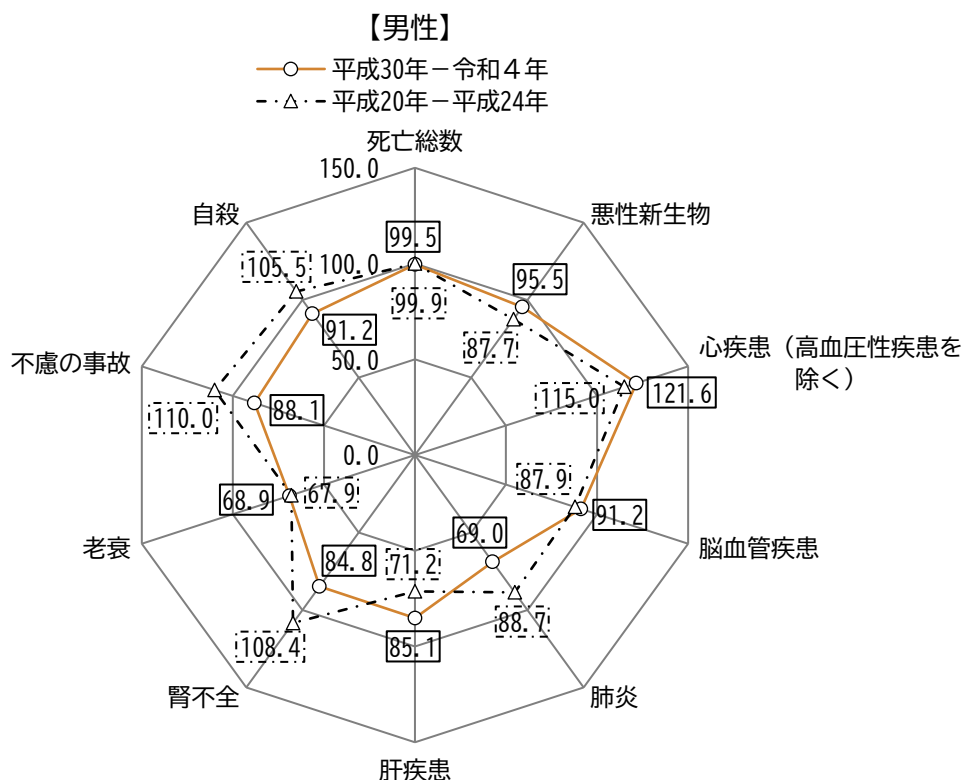 【男性】
平成30年－令和４年
平成20年－平成24年
死亡総数
150.0
自殺
悪性新生物
99.5
105.5
100.0
95.5
99.9
91.2
87.7
50.0
不慮の事故
心疾患（高血圧性疾患を
除く）
110.0
88.1
115.0
121.6
0.0
68.9
67.9
87.9
91.2
老衰
脳血管疾患
69.0
84.8
71.2
88.7
108.4
85.1
腎不全
肺炎
肝疾患